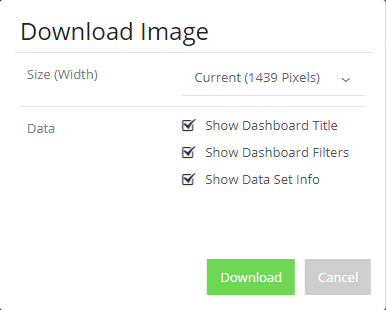 Download Image
Size (Width)
Current (1439 Pixels)
Data
Show Dashboard Title
Show Dashboard Filters
Show Data Set Info
Download
Cancel